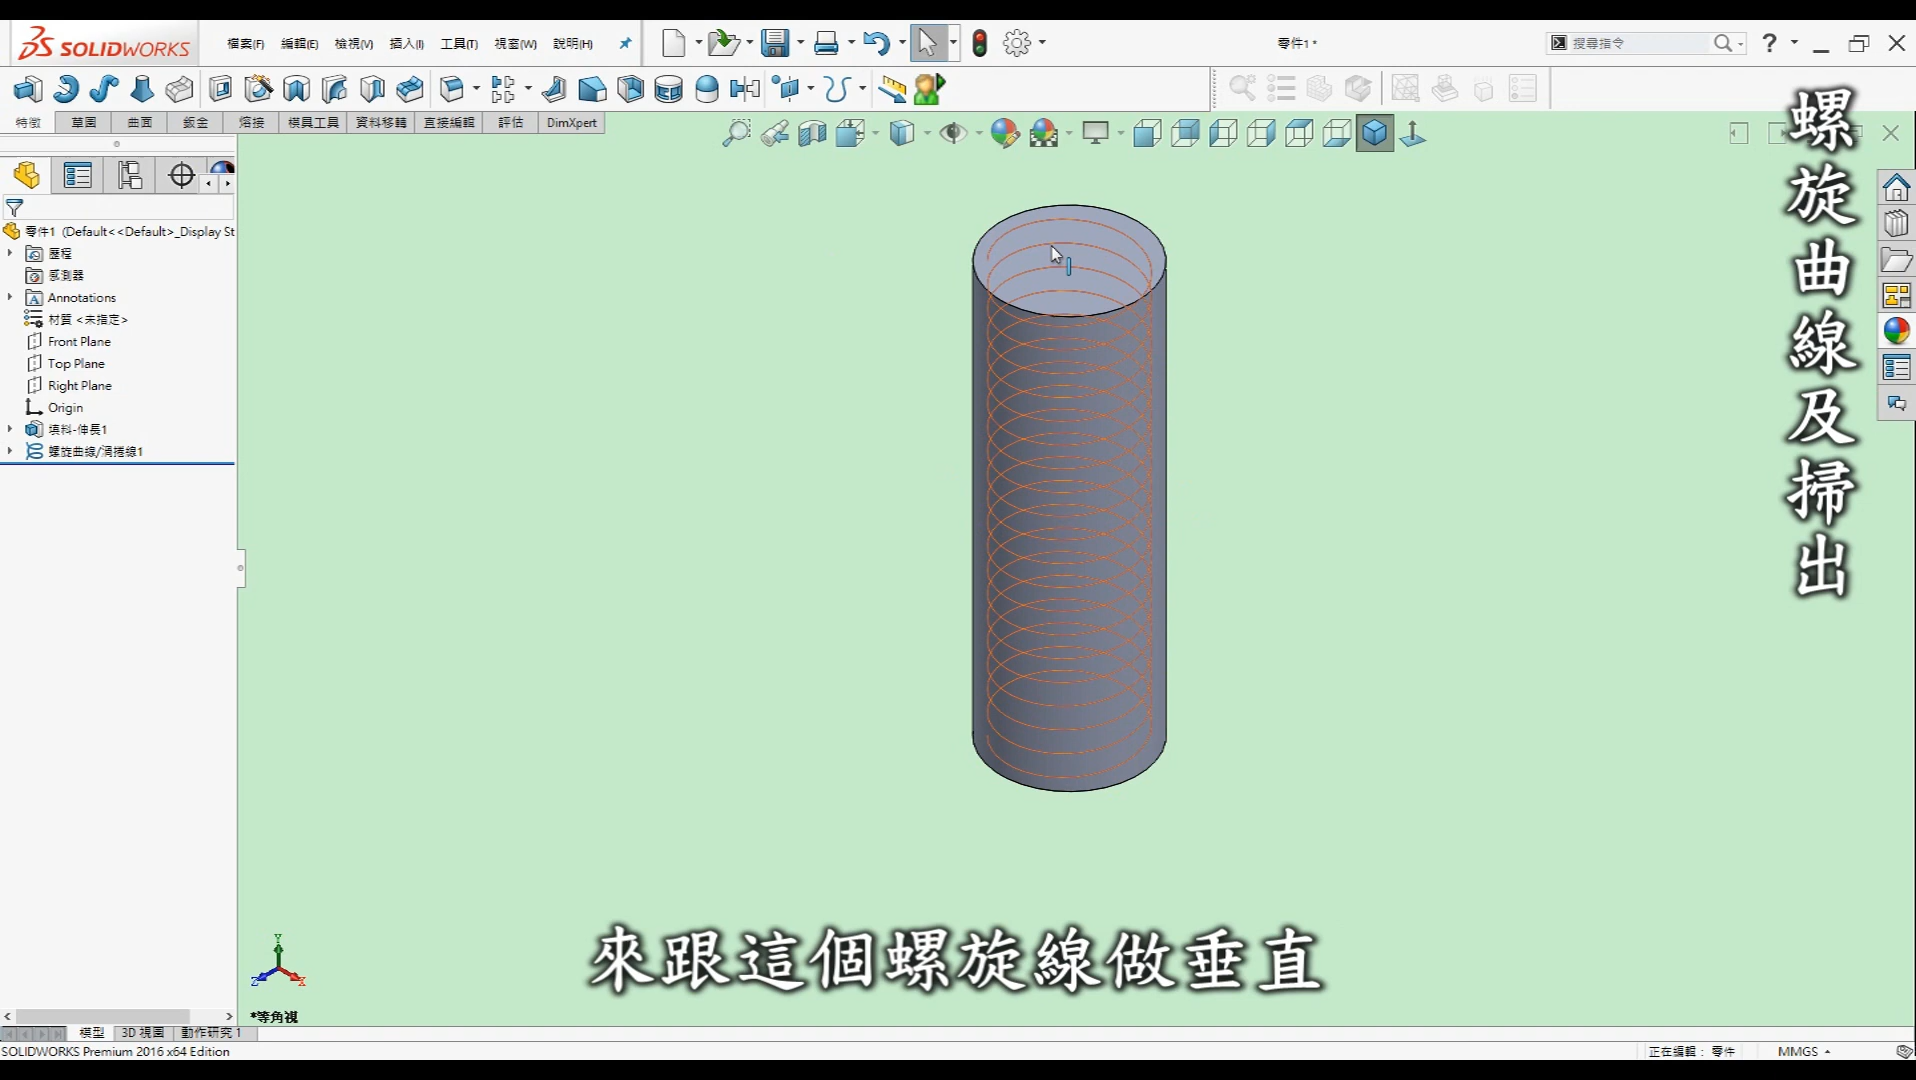 SOLIDWORKS
檔案(F) 編輯(E) 檢視(V) 插入(I) 工具(T) 視窗(W) 說明(H)
零件1 *
搜尋指令
特徵 草圖 曲面 鈑金 熔接 模具工具 資料移轉 直接編輯 評估 DimXpert
零件1 (Default<<Default>_Display St
歷程
感測器
Annotations
材質 <未指定>
Front Plane
Top Plane
Right Plane
Origin
填料-伸長1
螺旋曲線/渦捲線1
螺旋曲線及掃出
來跟這個螺旋線做垂直
Y
Z
X
*等角視
模型 3D 視圖 動作研究 1
SOLIDWORKS Premium 2016 x64 Edition
正在編輯： 零件
MMGS